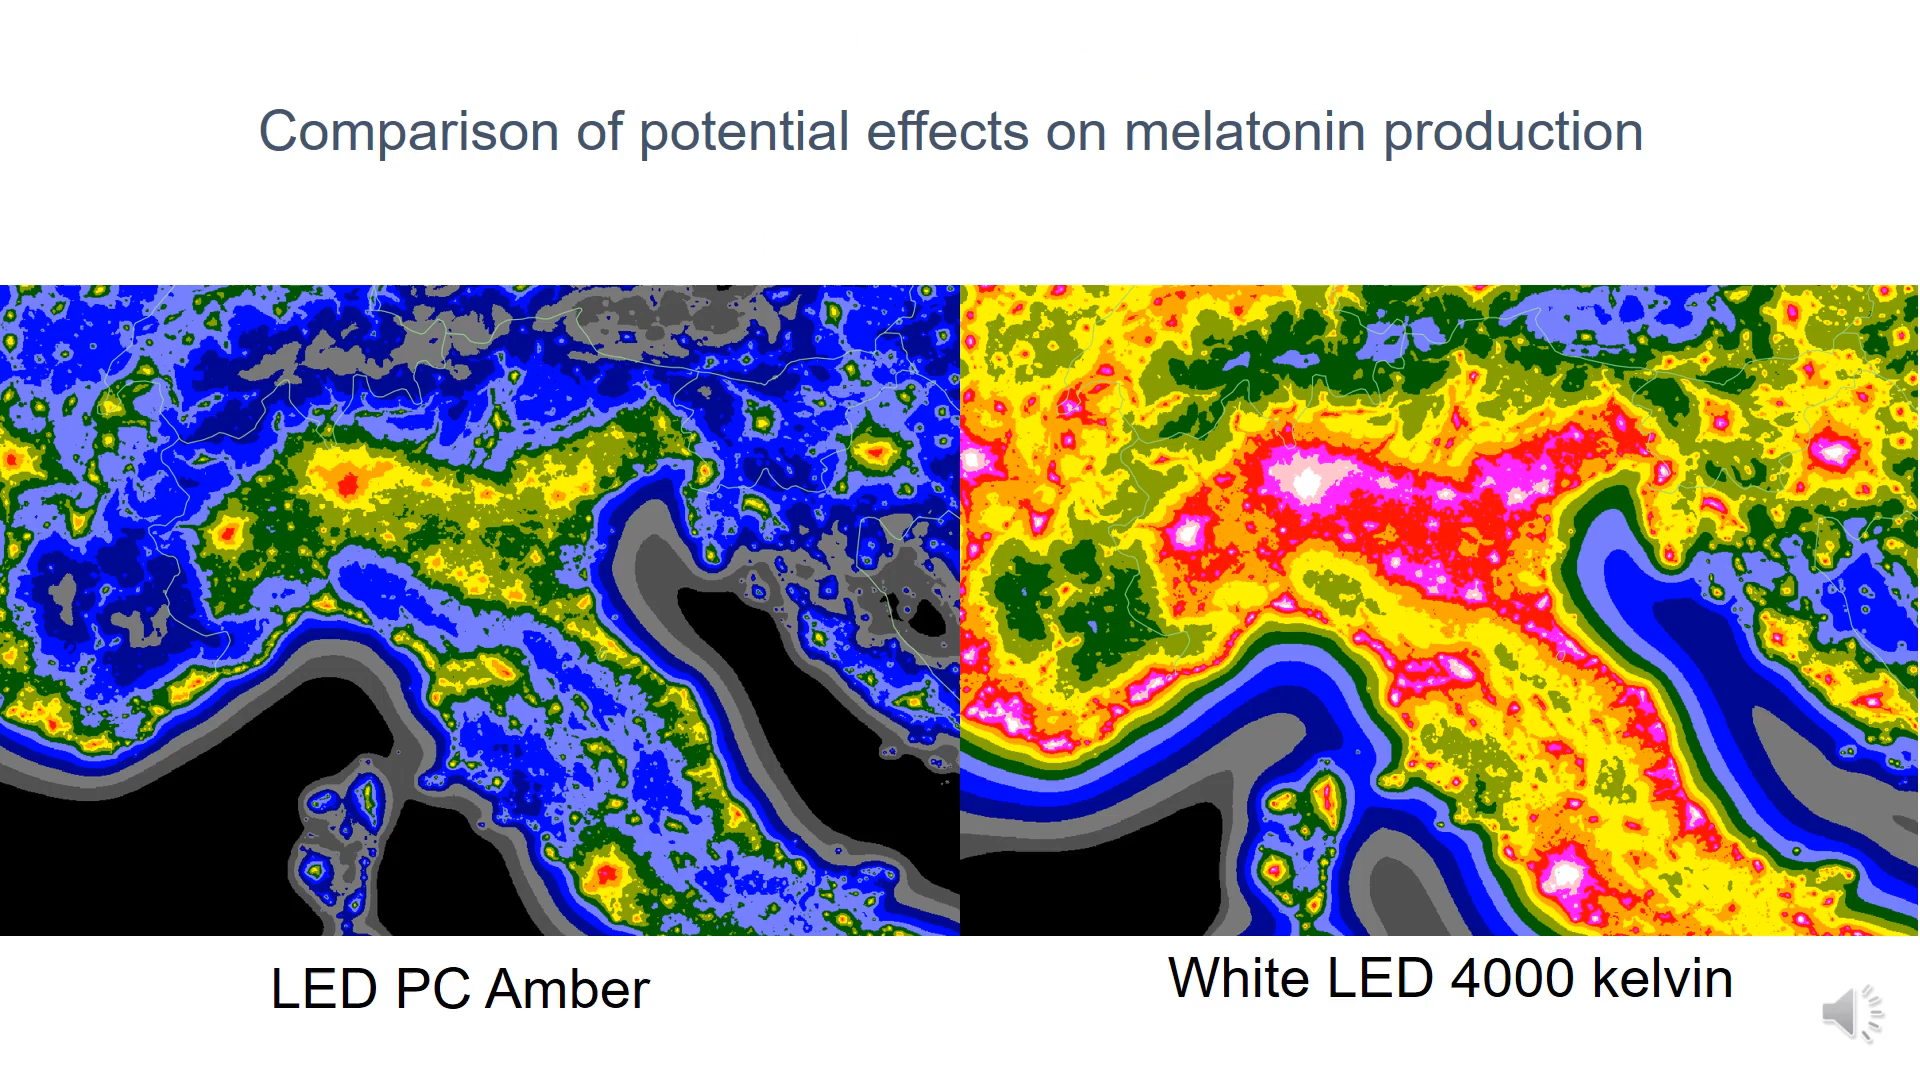 Comparison of potential effects on melatonin production
LED PC Amber
White LED 4000 kelvin